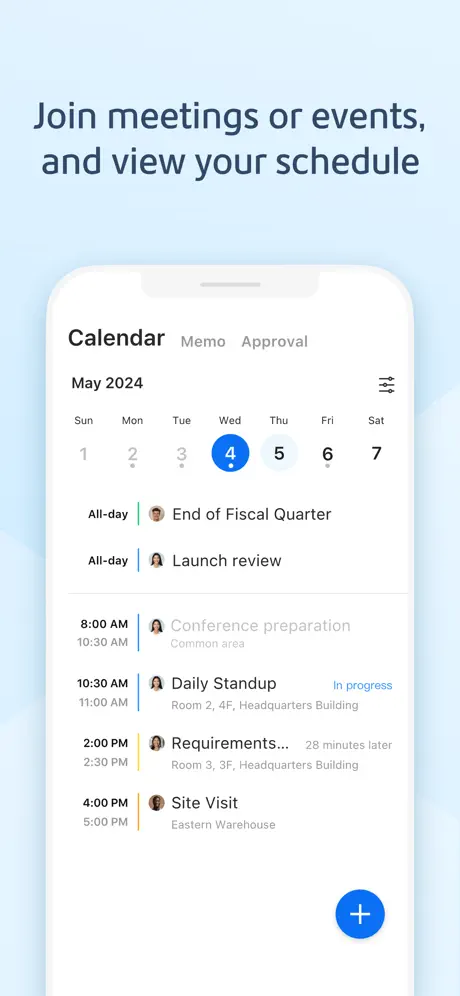 Join meetings or events,
and view your schedule
Calendar Memo Approval
May 2024
Sun Mon Tue Wed Thu Fri Sat
1 2 3 4 5 6 7
All-day End of Fiscal Quarter
All-day Launch review
8:00 AM Conference preparation
10:30 AM Common area
10:30 AM Daily Standup In progress
11:00 AM Room 2, 4F, Headquarters Building
2:00 PM Requirements... 28 minutes later
2:30 PM Room 3, 3F, Headquarters Building
4:00 PM Site Visit
5:00 PM Eastern Warehouse